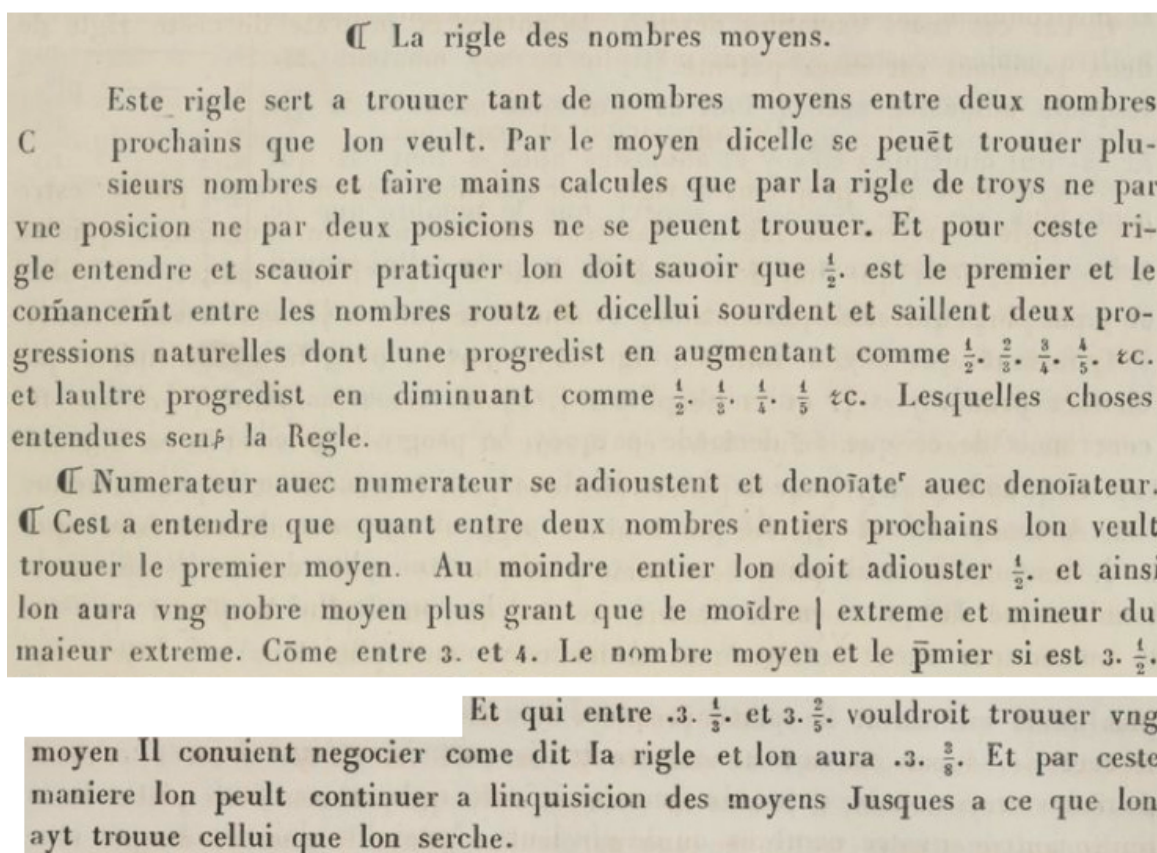 ⁋ La rigle des nombres moyens.
Este rigle sert a trouuer tant de nombres moyens entre deux nombres
C prochains que lon veult. Par le moyen dicelle se peuēt trouuer plu-
sieurs nombres et faire mains calcules que par la rigle de troys ne par
vne posicion ne par deux posicions ne se peuent trouuer. Et pour ceste ri-
gle entendre et scauoir pratiquer lon doit sauoir que ½. est le premier et le
com̄ancem̄t entre les nombres routz et dicellui sourdent et saillent deux pro-
gressions naturelles dont lune progredist en augmentant comme ½. ⅔. ¾. ⅘. ⁊c.
et laultre progredist en diminuant comme ½. ⅓. ¼. ⅕ ⁊c. Lesquelles choses
entendues la Regle.
⁋ Numerateur auec numerateur se adioustent et denoīateʳ auec denoīateur.
⁋ Cest a entendre que quant entre deux nombres entiers prochains lon veult
trouuer le premier moyen. Au moindre entier lon doit adiouster ½. et ainsi
lon aura vng nobre moyen plus grant que le moīdre | extreme et mineur du
maieur extreme. Cōme entre 3. et 4. Le nombre moyen et le p̄mier si est 3. ½.
Et qui entre .3. ⅓. et 3. ⅖. vouldroit trouuer vng
moyen Il conuient negocier come dit la rigle et lon aura .3. ⅜. Et par ceste
maniere lon peult continuer a linquisicion des moyens Jusques a ce que lon
ayt trouue cellui que lon serche.